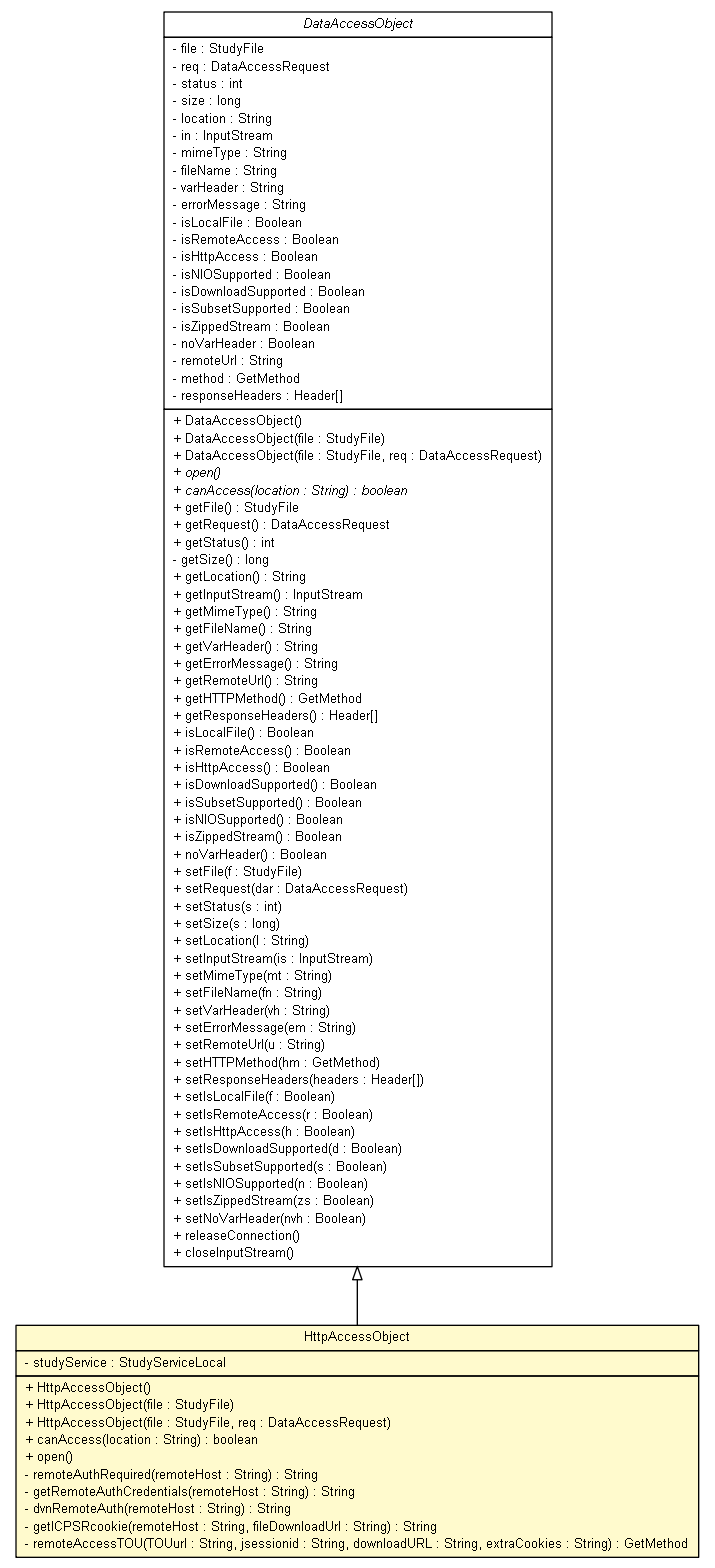 DataAccessObject
- file : StudyFile
- req : DataAccessRequest
- status : int
- size : long
- location : String
- in : InputStream
- mimeType : String
- fileName : String
- varHeader : String
- errorMessage : String
- isLocalFile : Boolean
- isRemoteAccess : Boolean
- isHttpAccess : Boolean
- isNIOSupported : Boolean
- isDownloadSupported : Boolean
- isSubsetSupported : Boolean
- isZippedStream : Boolean
- noVarHeader : Boolean
- remoteUrl : String
- method : GetMethod
- responseHeaders : Header[]
+ DataAccessObject()
+ DataAccessObject(file : StudyFile)
+ DataAccessObject(file : StudyFile, req : DataAccessRequest)
+ open()
+ canAccess(location : String) : boolean
+ getFile() : StudyFile
+ getRequest() : DataAccessRequest
+ getStatus() : int
- getSize() : long
+ getLocation() : String
+ getInputStream() : InputStream
+ getMimeType() : String
+ getFileName() : String
+ getVarHeader() : String
+ getErrorMessage() : String
+ getRemoteUrl() : String
+ getHTTPMethod() : GetMethod
+ getResponseHeaders() : Header[]
+ isLocalFile() : Boolean
+ isRemoteAccess() : Boolean
+ isHttpAccess() : Boolean
+ isDownloadSupported() : Boolean
+ isSubsetSupported() : Boolean
+ isNIOSupported() : Boolean
+ isZippedStream() : Boolean
+ noVarHeader() : Boolean
+ setFile(f : StudyFile)
+ setRequest(dar : DataAccessRequest)
+ setStatus(s : int)
+ setSize(s : long)
+ setLocation(l : String)
+ setInputStream(is : InputStream)
+ setMimeType(mt : String)
+ setFileName(fn : String)
+ setVarHeader(vh : String)
+ setErrorMessage(em : String)
+ setRemoteUrl(u : String)
+ setHTTPMethod(hm : GetMethod)
+ setResponseHeaders(headers : Header[])
+ setIsLocalFile(f : Boolean)
+ setIsRemoteAccess(r : Boolean)
+ setIsHttpAccess(h : Boolean)
+ setIsDownloadSupported(d : Boolean)
+ setIsSubsetSupported(s : Boolean)
+ setIsNIOSupported(n : Boolean)
+ setIsZippedStream(zs : Boolean)
+ setNoVarHeader(nvh : Boolean)
+ releaseConnection()
+ closeInputStream()
HttpAccessObject
- studyService : StudyServiceLocal
+ HttpAccessObject()
+ HttpAccessObject(file : StudyFile)
+ HttpAccessObject(file : StudyFile, req : DataAccessRequest)
+ canAccess(location : String) : boolean
+ open()
- remoteAuthRequired(remoteHost : String) : String
- getRemoteAuthCredentials(remoteHost : String) : String
- dvnRemoteAuth(remoteHost : String) : String
- getICPSRcookie(remoteHost : String, fileDownloadUrl : String) : String
- remoteAccessTOU(TOUurl : String, jsessionid : String, downloadURL : String, extraCookies : String) : GetMethod